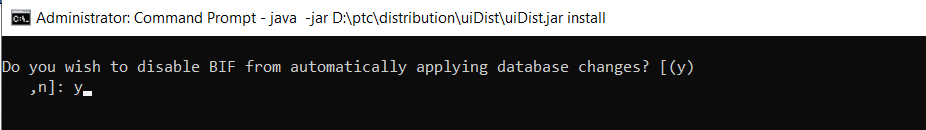 Administrator: Command Prompt - java  -jar D:\ptc\distribution\uiDist\uiDist.jar install
Do you wish to disable BIF from automatically applying database changes? [(y)
   ,n]: y